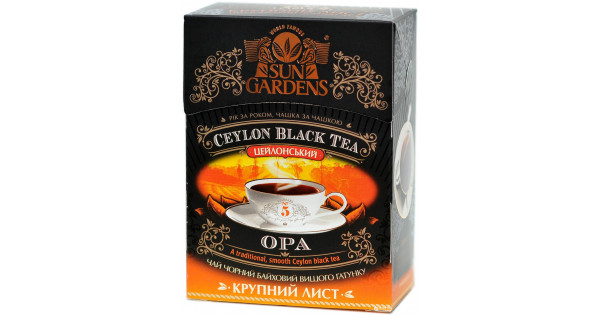 WORLD FAMOUS
SUN
GARDENS
РІК ЗА РОКОМ, ЧАШКА ЗА ЧАШКОЮ
CEYLON BLACK TEA
ЦЕЙЛОНСЬКИЙ
5
OPA
A traditional, smooth Ceylon black tea
ЧАЙ ЧОРНИЙ БАЙХОВИЙ ВИЩОГО ГАТУНКУ
· КРУПНИЙ ЛИСТ ·